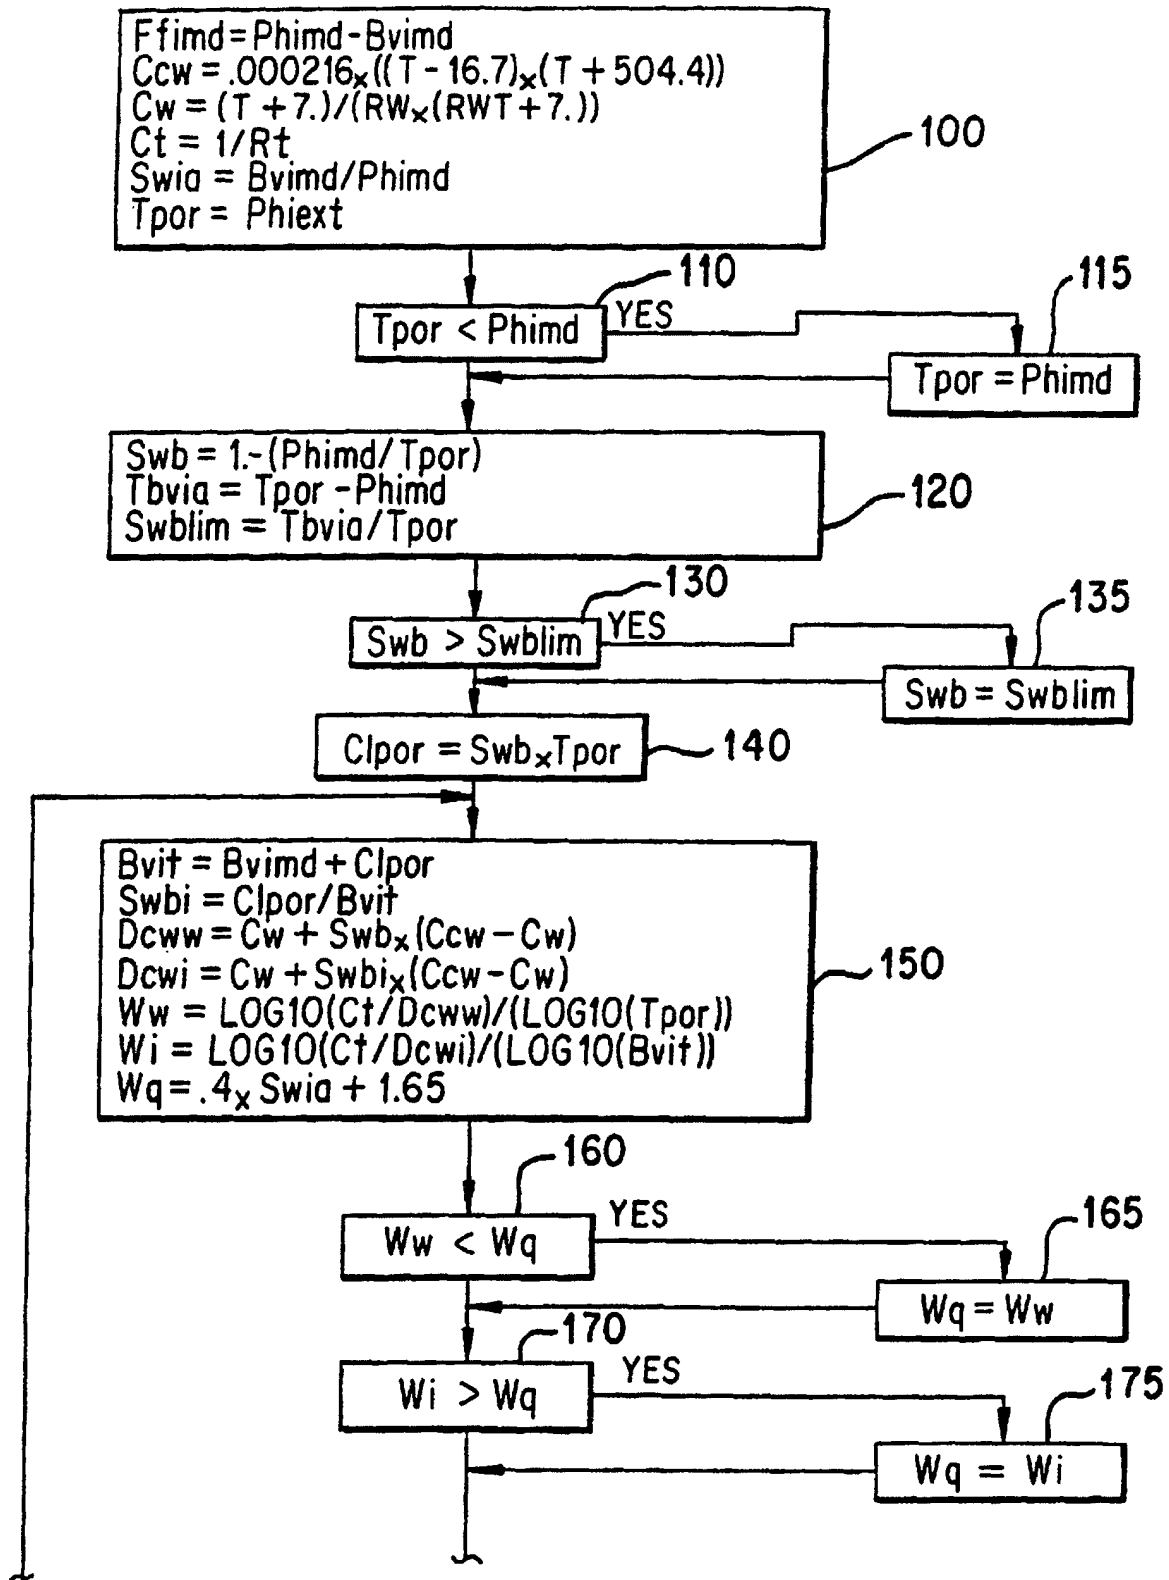 Ffimd=Phimd-Bvimd
Ccw=.000216x((T-16.7)x(T+504.4))
Cw=(T+7.)/(RWx(RWT+7.))
Ct=1/Rt
Swia = Bvimd/Phimd
Tpor = Phiext
100
110
Tpor < Phimd
YES
115
Tpor=Phimd
Swb=1.-(Phimd/Tpor)
Tbvia=Tpor-Phimd
Swblim = Tbvia/Tpor
120
130
Swb > Swblim
YES
135
Swb=Swblim
Clpor=SwbxTpor
140
Bvit=Bvimd+Clpor
Swbi=Clpor/Bvit
Dcww=Cw+Swbx(Ccw-Cw)
Dcwi=Cw+Swbix(Ccw-Cw)
Ww=LOG10(Ct/Dcww)/(LOG10(Tpor))
Wi=LOG10(Ct/Dcwi)/(LOG10(Bvit))
Wq=.4xSwia+1.65
150
160
Ww < Wq
YES
165
Wq=Ww
170
Wi > Wq
YES
175
Wq = Wi